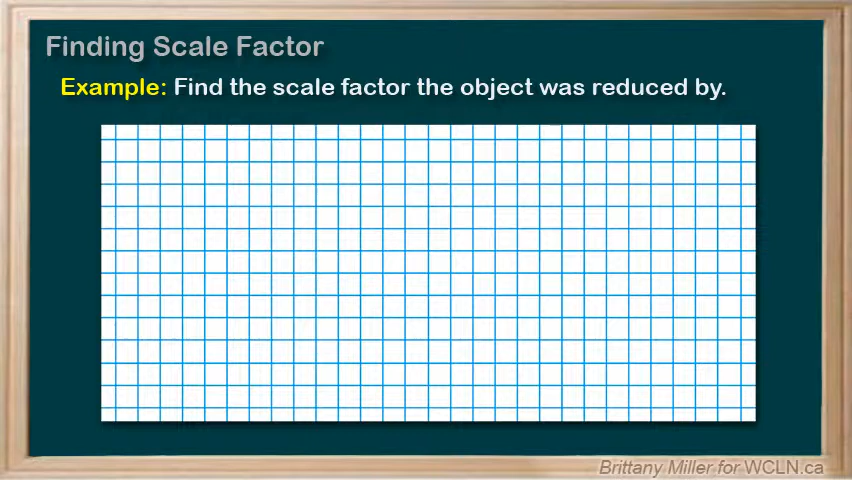 Finding Scale Factor
Example: Find the scale factor the object was reduced by.
Brittany Miller for WCLN.ca